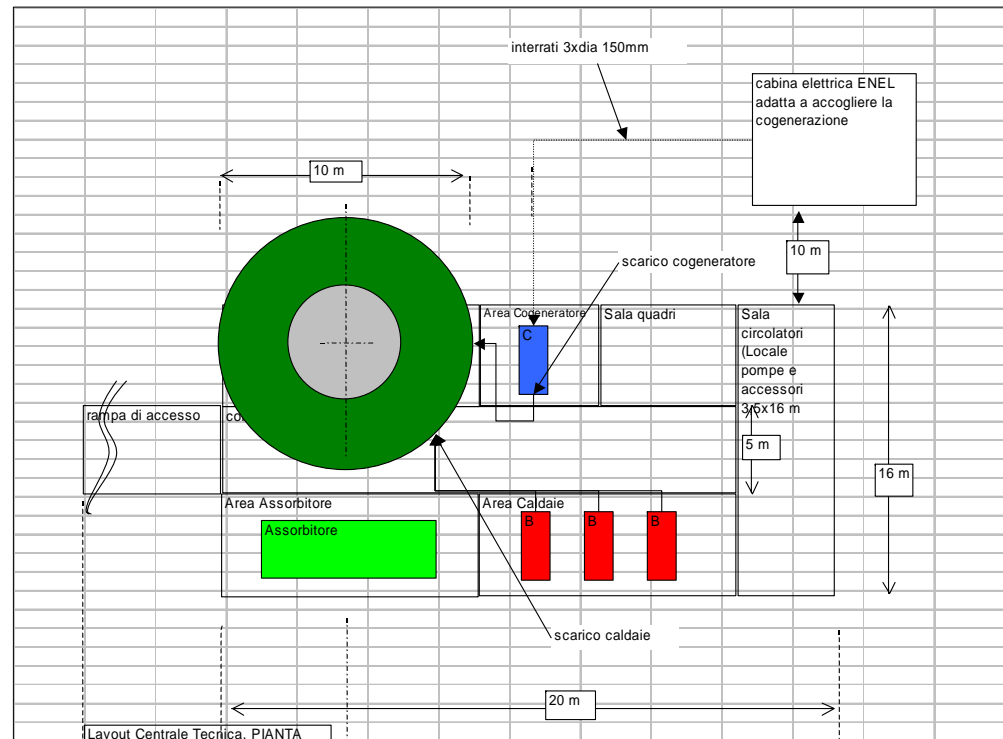 interrati 3xdia 150mm
cabina elettrica ENEL
adatta a accogliere la
cogenerazione
10 m
10 m
scarico cogeneratore
Area Cogeneratore
Sala quadri
Sala
circolatori
(Locale
pompe e
accessori
3,5x16 m
C
rampa di accesso
co
5 m
16 m
Area Assorbitore
Area Caldaie
Assorbitore
B
B
B
scarico caldaie
20 m
Layout Centrale Tecnica, PIANTA